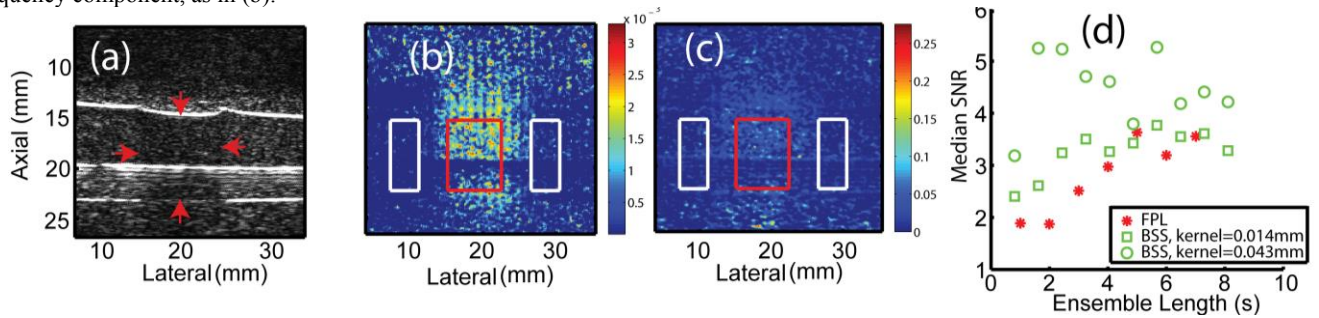 quency component, as in (b).
(a)
10
15
20
25
Axial (mm)
10 20 30
Lateral (mm)
(b)
x 10⁻⁵
3
2.5
2
1.5
1
0.5
10 20 30
Lateral (mm)
(c)
0.25
0.2
0.15
0.1
0.05
0
10 20 30
Lateral (mm)
(d)
6
5
4
3
2
1
Median SNR
FPL
BSS, kernel=0.014mm
BSS, kernel=0.043mm
0 2 4 6 8 10
Ensemble Length (s)